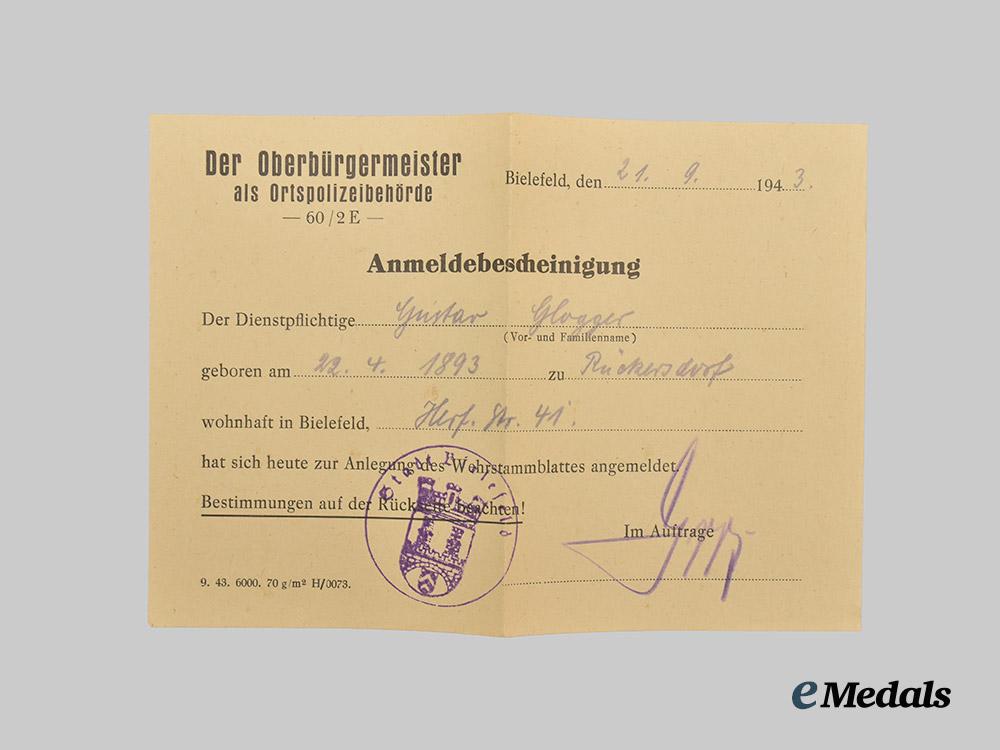 Der Oberbürgermeister
als Ortspolizeibehörde
— 60/2 E —
Bielefeld, den 21. 9. 1943.
Anmeldebescheinigung
Der Dienstpflichtige Gustav Glogger
(Vor- und Familienname)
geboren am 22. 4. 1893 zu Rückersdorf
wohnhaft in Bielefeld, Herf. Str. 41.
hat sich heute zur Anlegung des Wehrstammblattes angemeldet.
Bestimmungen auf der Rückseite beachten!
Stadt Bielefeld
Im Auftrage
9. 43. 6000. 70 g/m² H/0073.
eMedals